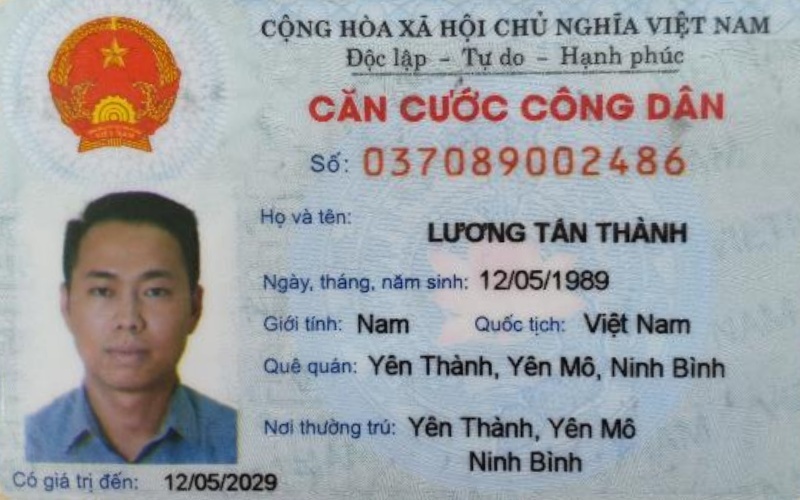 CỘNG HÒA XÃ HỘI CHỦ NGHĨA VIỆT NAM
Độc lập – Tự do – Hạnh phúc
CĂN CƯỚC CÔNG DÂN
Số: 037089002486
Họ và tên:
LƯƠNG TẤN THÀNH
Ngày, tháng, năm sinh: 12/05/1989
Giới tính: Nam Quốc tịch: Việt Nam
Quê quán: Yên Thành, Yên Mô, Ninh Bình
Nơi thường trú: Yên Thành, Yên Mô
Ninh Bình
Có giá trị đến: 12/05/2029